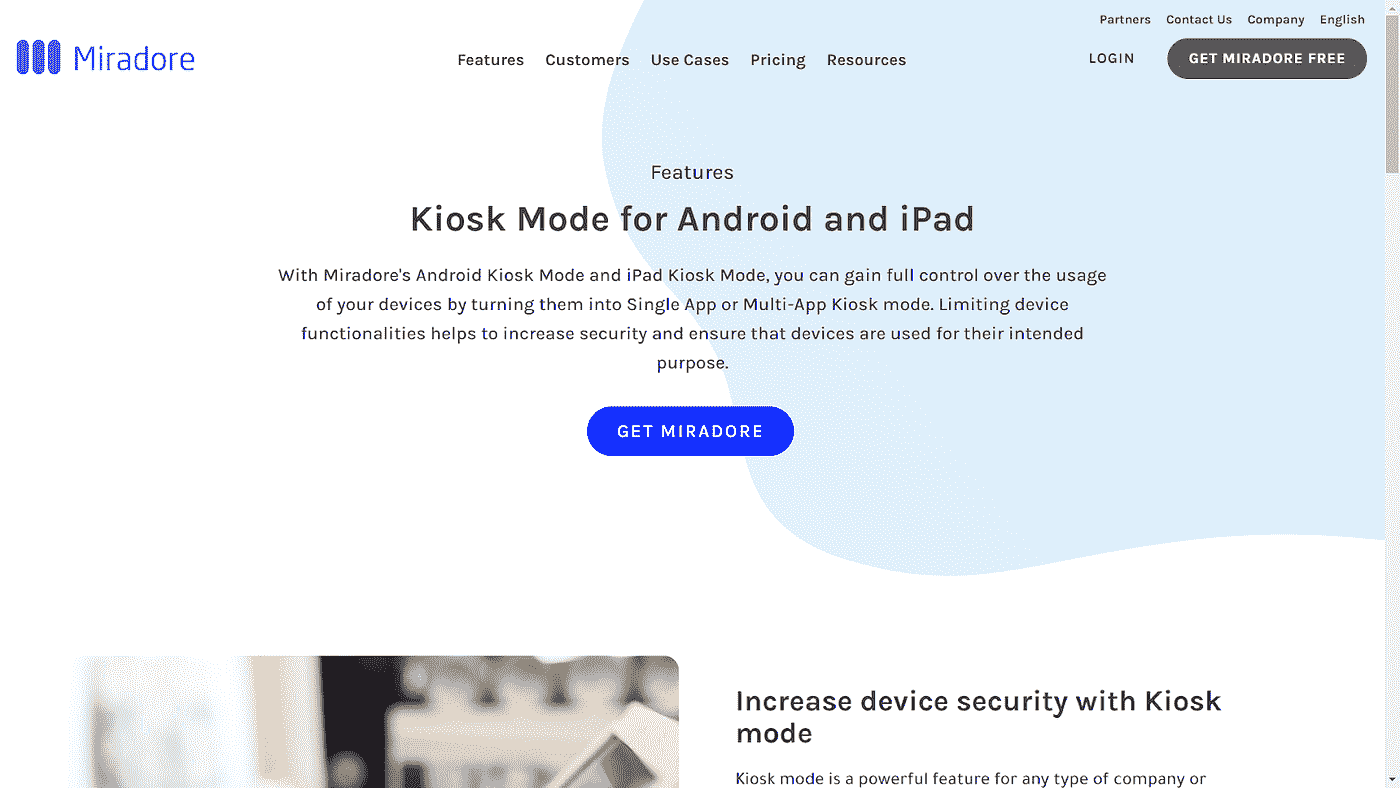 Partners Contact Us Company English
Miradore
Features Customers Use Cases Pricing Resources
LOGIN GET MIRADORE FREE
Features
Kiosk Mode for Android and iPad
With Miradore's Android Kiosk Mode and iPad Kiosk Mode, you can gain full control over the usage
of your devices by turning them into Single App or Multi-App Kiosk mode. Limiting device
functionalities helps to increase security and ensure that devices are used for their intended
purpose.
GET MIRADORE
Increase device security with Kiosk
mode
Kiosk mode is a powerful feature for any type of company or